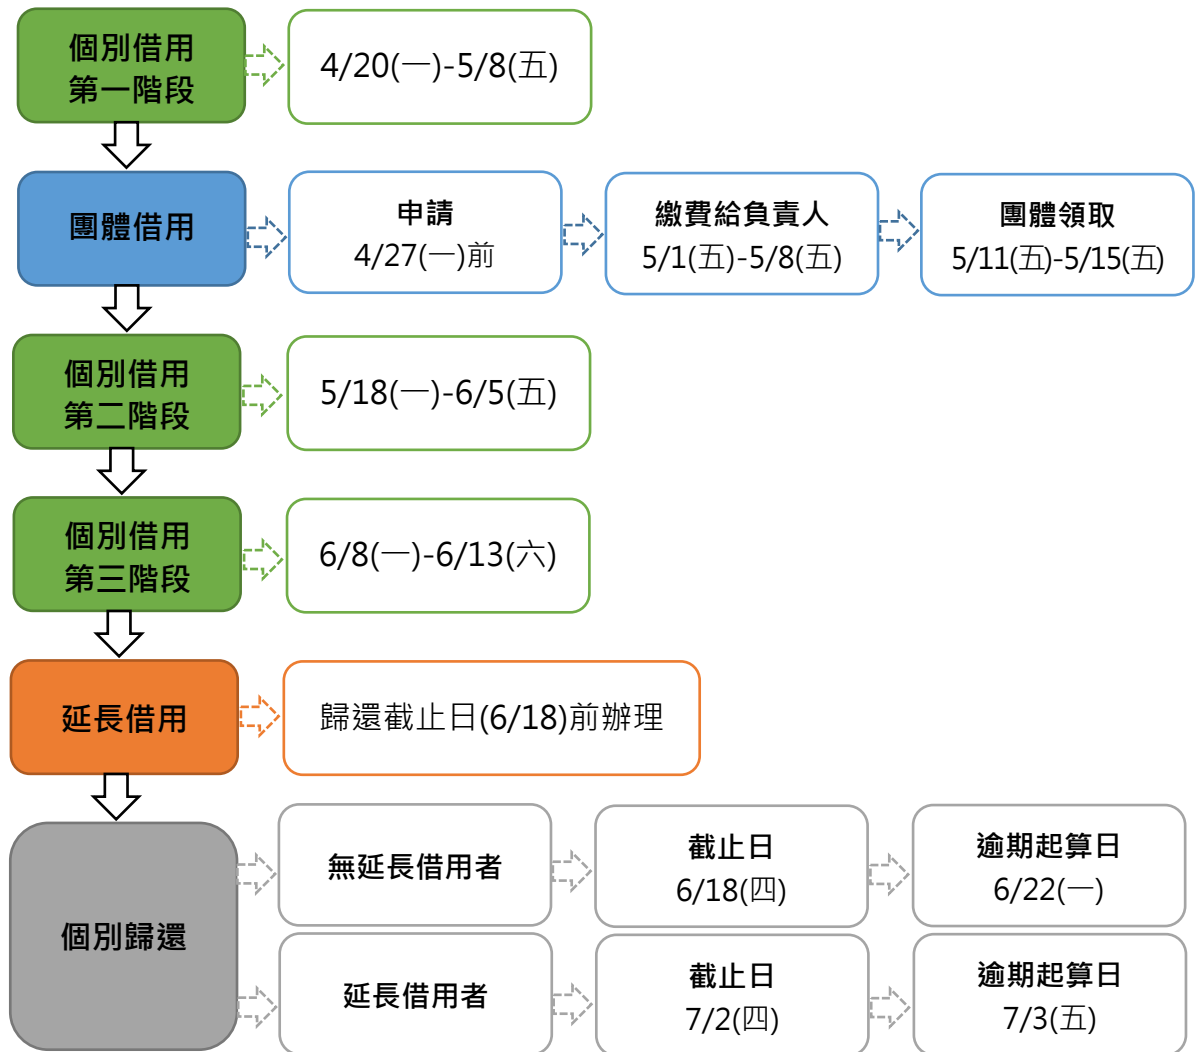 個別借用
第一階段
4/20(一)-5/8(五)
團體借用
申請
4/27(一)前
繳費給負責人
5/1(五)-5/8(五)
團體領取
5/11(五)-5/15(五)
個別借用
第二階段
5/18(一)-6/5(五)
個別借用
第三階段
6/8(一)-6/13(六)
延長借用
歸還截止日(6/18)前辦理
個別歸還
無延長借用者
截止日
6/18(四)
逾期起算日
6/22(一)
延長借用者
截止日
7/2(四)
逾期起算日
7/3(五)